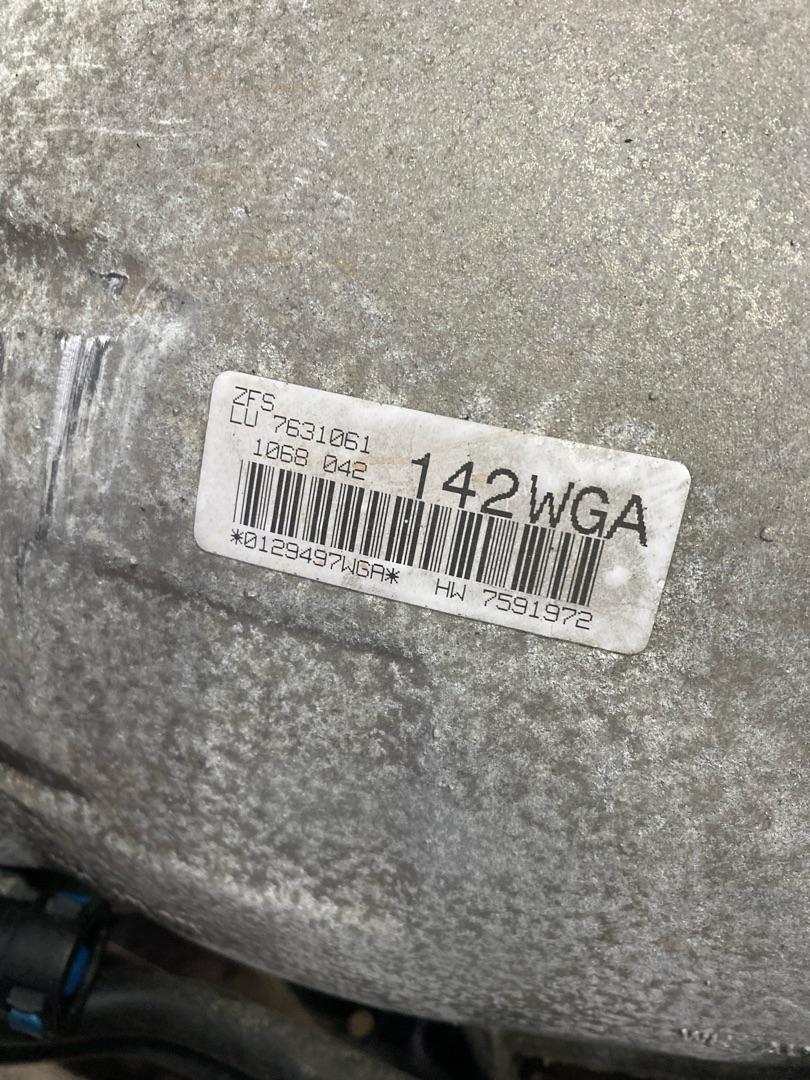 ZFS
LU 7631061
1068 042
142WGA
*0129497WGA*
HW 7591972